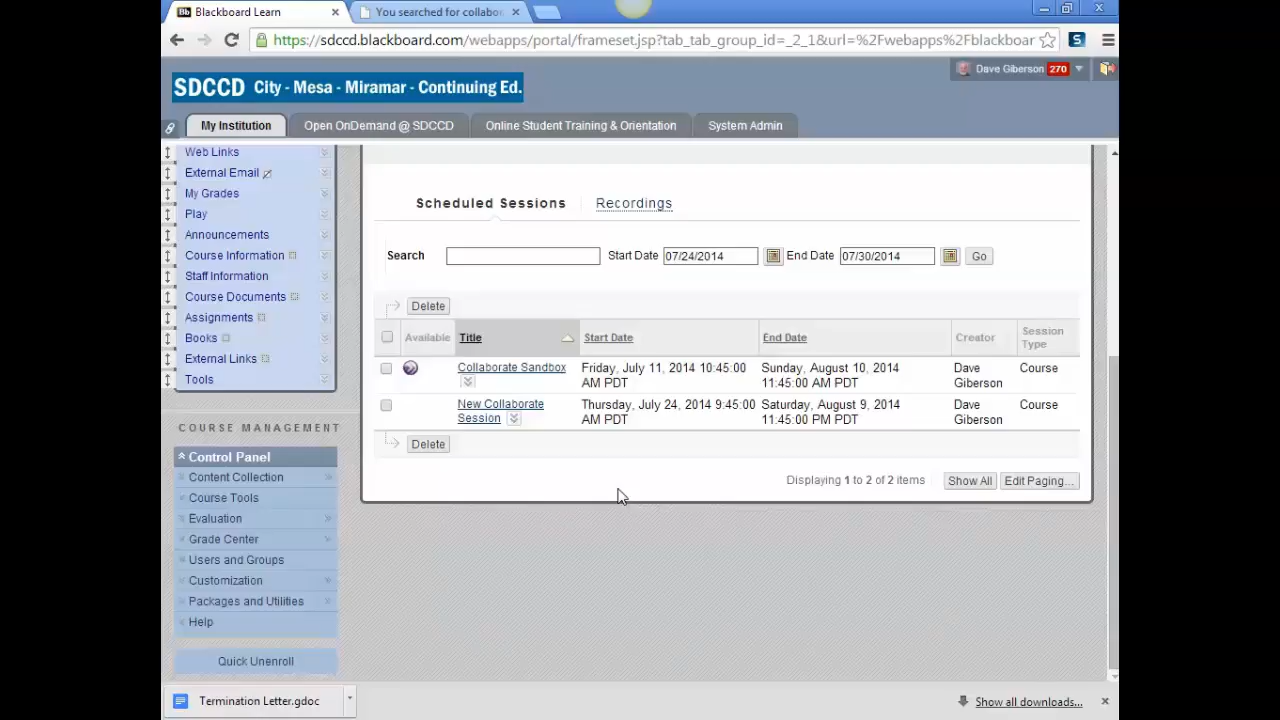 Bb Blackboard Learn × You searched for collabor ×
https://sdccd.blackboard.com/webapps/portal/frameset.jsp?tab_tab_group_id=_2_1&url=%2Fwebapps%2Fblackboar S
Dave Giberson 270
SDCCD City - Mesa - Miramar - Continuing Ed.
My Institution Open OnDemand @ SDCCD Online Student Training & Orientation System Admin
Web Links
External Email
My Grades
Play
Announcements
Course Information
Staff Information
Course Documents
Assignments
Books
External Links
Tools
COURSE MANAGEMENT
Control Panel
Content Collection
Course Tools
Evaluation
Grade Center
Users and Groups
Customization
Packages and Utilities
Help
Quick Unenroll
Scheduled Sessions Recordings
Search Start Date 07/24/2014 End Date 07/30/2014 Go
Delete
Available Title Start Date End Date Creator Session Type
Collaborate Sandbox Friday, July 11, 2014 10:45:00 Sunday, August 10, 2014 Dave Course
AM PDT 11:45:00 AM PDT Giberson
New Collaborate Thursday, July 24, 2014 9:45:00 Saturday, August 9, 2014 Dave Course
Session AM PDT 11:45:00 PM PDT Giberson
Delete
Displaying 1 to 2 of 2 items Show All Edit Paging...
Termination Letter.gdoc Show all downloads... ×